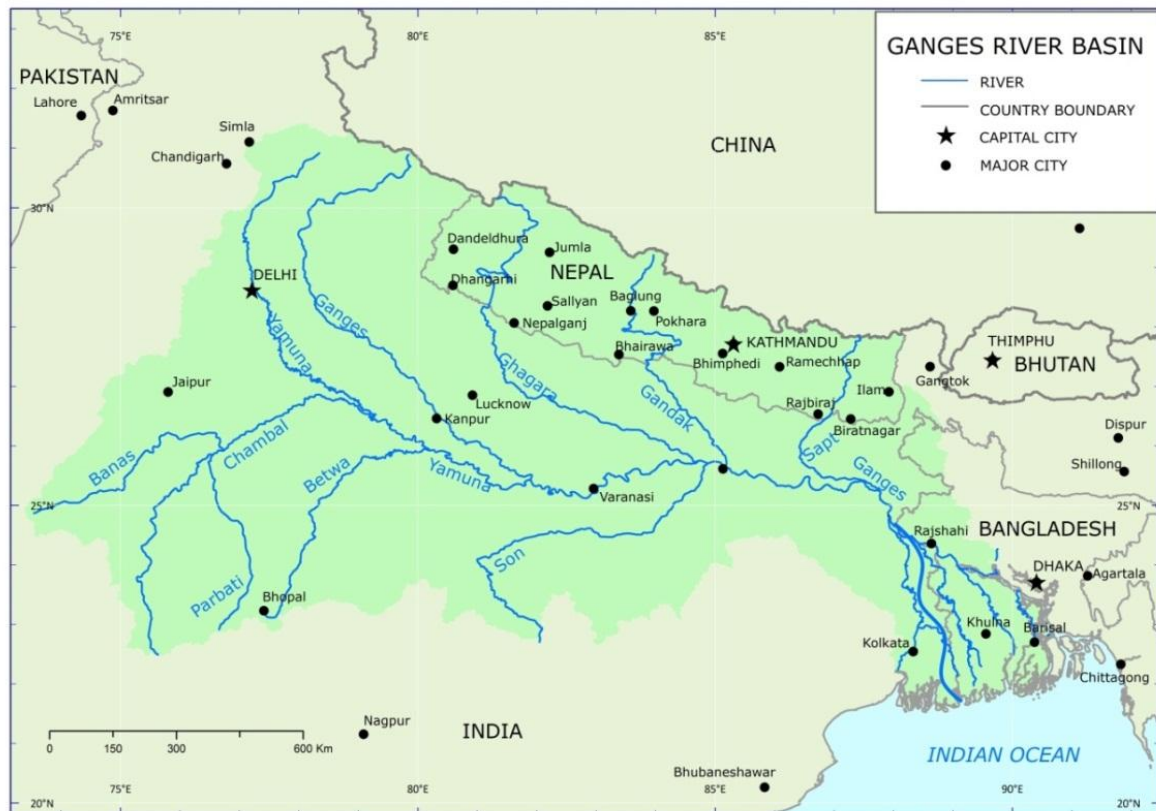 75°E
80°E
85°E
GANGES RIVER BASIN
RIVER
COUNTRY BOUNDARY
CAPITAL CITY
MAJOR CITY
PAKISTAN
Lahore
Amritsar
Simla
Chandigarh
CHINA
30°N
30°N
Dandeldhura
Jumla
NEPAL
DELHI
Dhangarhi
Sallyan
Baglung
Pokhara
Nepalganj
Ganges
Yamuna
Bhairawa
KATHMANDU
Bhimphedi
Ramechhap
THIMPHU
BHUTAN
Gangtok
Jaipur
Ghagara
Lucknow
Kanpur
Gandak
Ilam
Rajbiraj
Biratnagar
Dispur
Shillong
Banas
Chambal
Betwa
Yamuna
Sapt
Ganges
Varanasi
25°N
25°N
Rajshahi
BANGLADESH
Son
DHAKA
Agartala
Parbati
Bhopal
Kolkata
Khulna
Barisal
Chittagong
Nagpur
INDIA
0 150 300 600 Km
INDIAN OCEAN
Bhubaneshawar
20°N
75°E
80°E
85°E
90°E
20°N